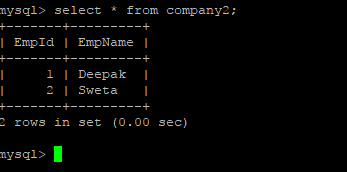 mysql> select * from company2;
+-------+---------+
| EmpId | EmpName |
+-------+---------+
|     1 | Deepak  |
|     2 | Sweta   |
+-------+---------+
2 rows in set (0.00 sec)
mysql>